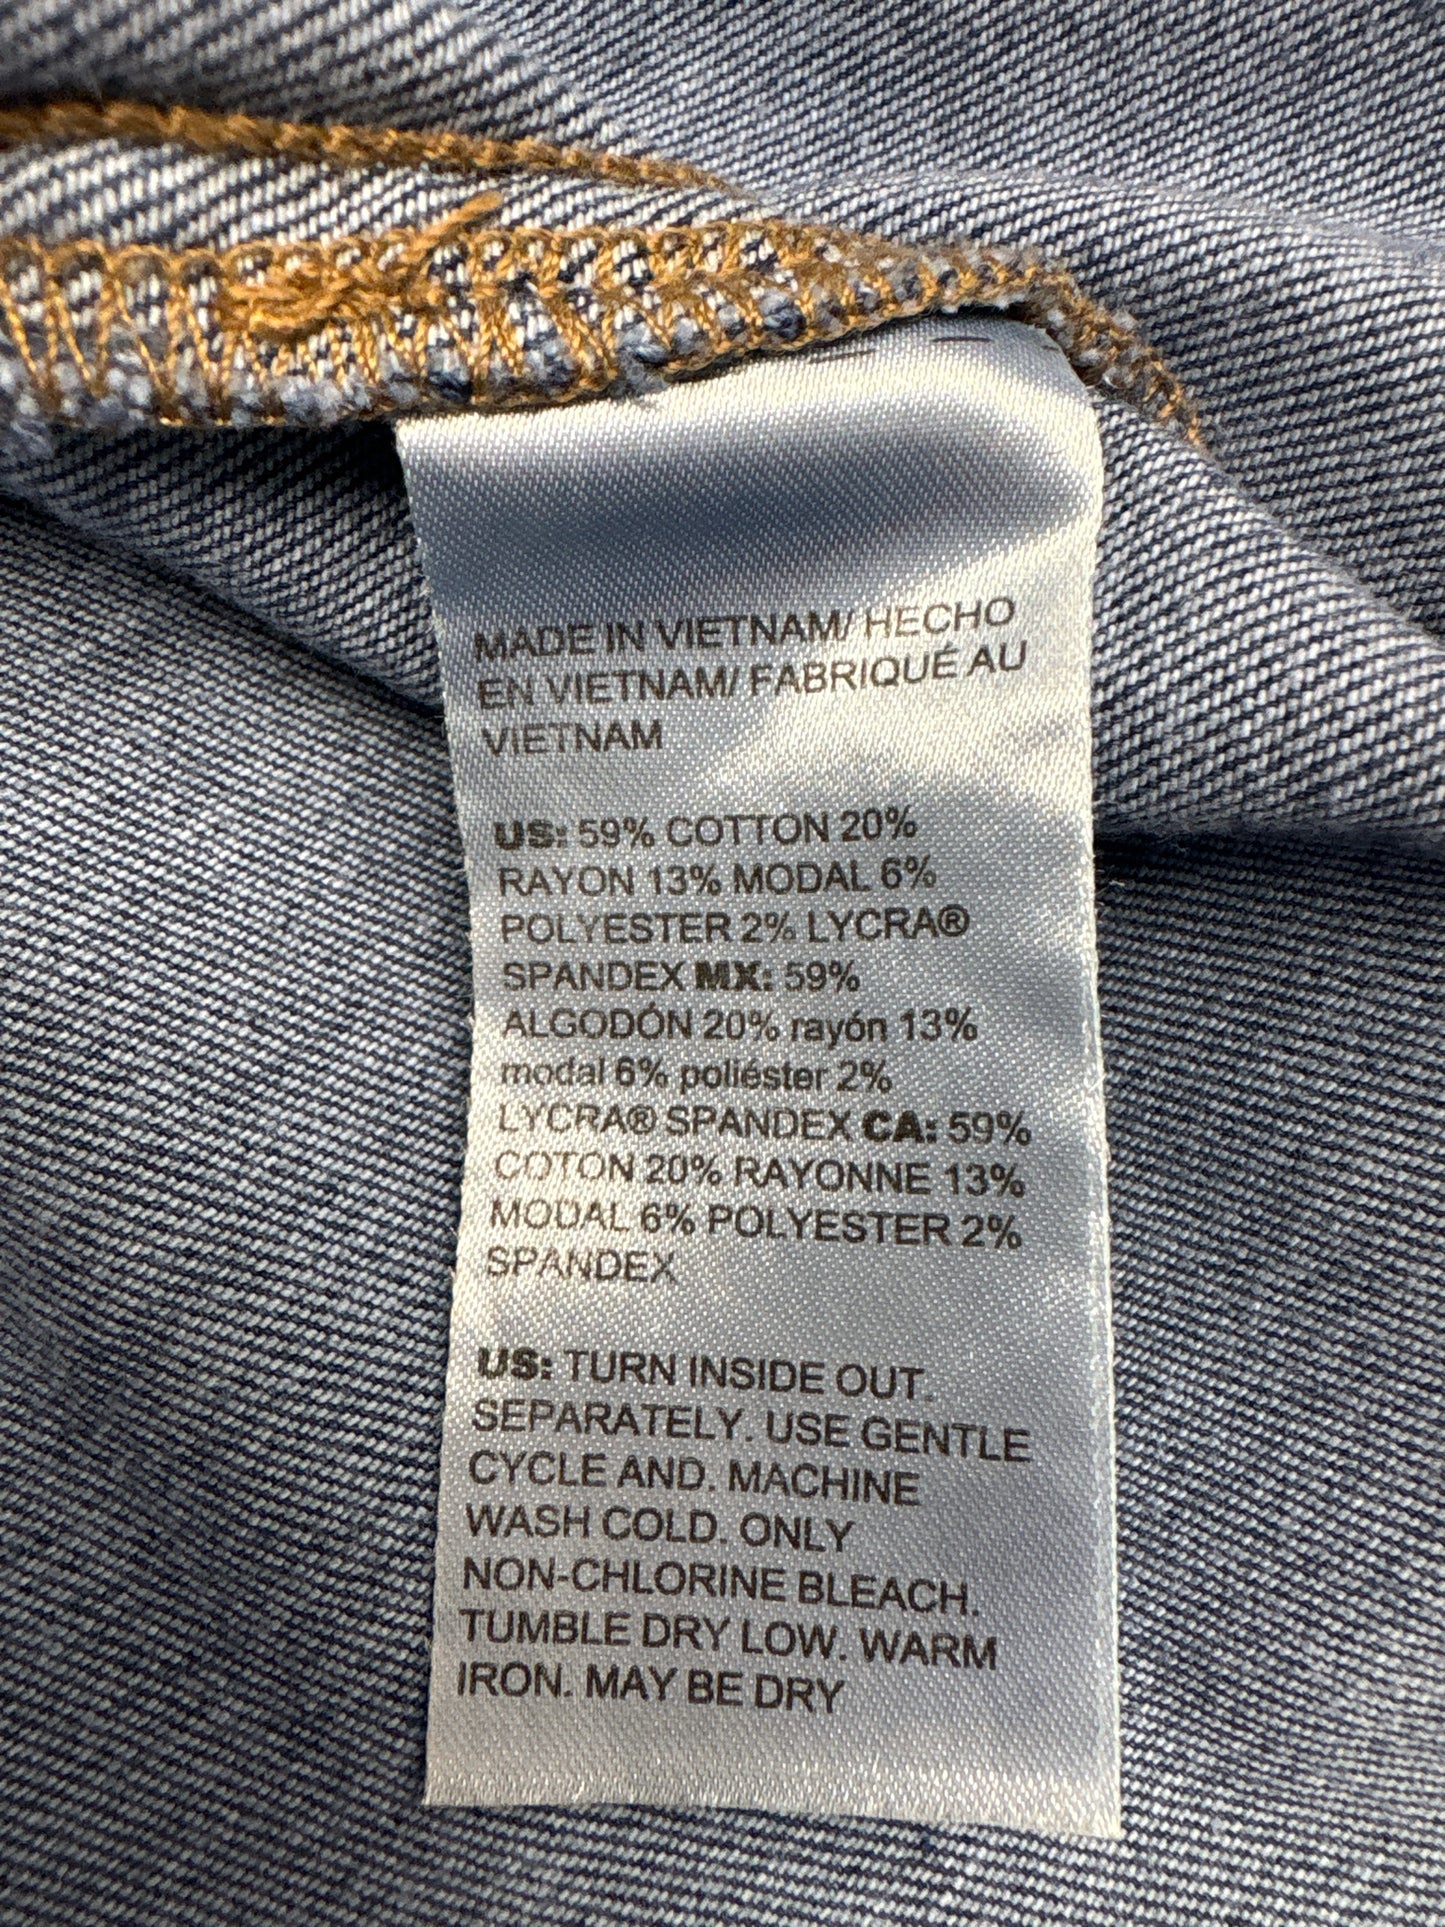 MADE IN VIETNAM/ HECHO
EN VIETNAM/ FABRIQUÉ AU
VIETNAM
US: 59% COTTON 20%
RAYON 13% MODAL 6%
POLYESTER 2% LYCRA®
SPANDEX MX: 59%
ALGODÓN 20% rayón 13%
modal 6% poliéster 2%
LYCRA® SPANDEX CA: 59%
COTON 20% RAYONNE 13%
MODAL 6% POLYESTER 2%
SPANDEX
US: TURN INSIDE OUT.
SEPARATELY. USE GENTLE
CYCLE AND. MACHINE
WASH COLD. ONLY
NON-CHLORINE BLEACH.
TUMBLE DRY LOW. WARM
IRON. MAY BE DRY